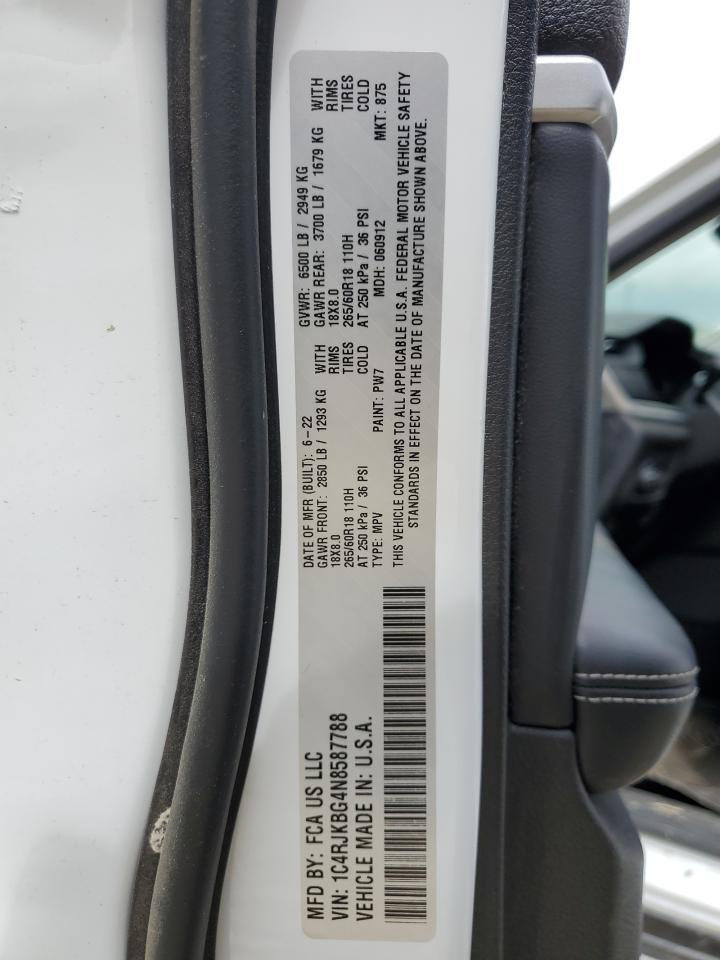 MFD BY: FCA US LLC
VIN: 1C4RJKBG4N8587788
VEHICLE MADE IN: U.S.A.
DATE OF MFR (BUILT): 6-22
GAWR FRONT: 2850 LB / 1293 KG WITH
18X8.0 RIMS
265/60R18 110H TIRES
AT 250 kPa / 36 PSI COLD
TYPE: MPV PAINT: PW7
GVWR: 6500 LB / 2949 KG
GAWR REAR: 3700 LB / 1679 KG WITH
18X8.0 RIMS
265/60R18 110H TIRES
AT 250 kPa / 36 PSI COLD
MDH: 060912 MKT: 875
THIS VEHICLE CONFORMS TO ALL APPLICABLE U.S.A. FEDERAL MOTOR VEHICLE SAFETY
STANDARDS IN EFFECT ON THE DATE OF MANUFACTURE SHOWN ABOVE.